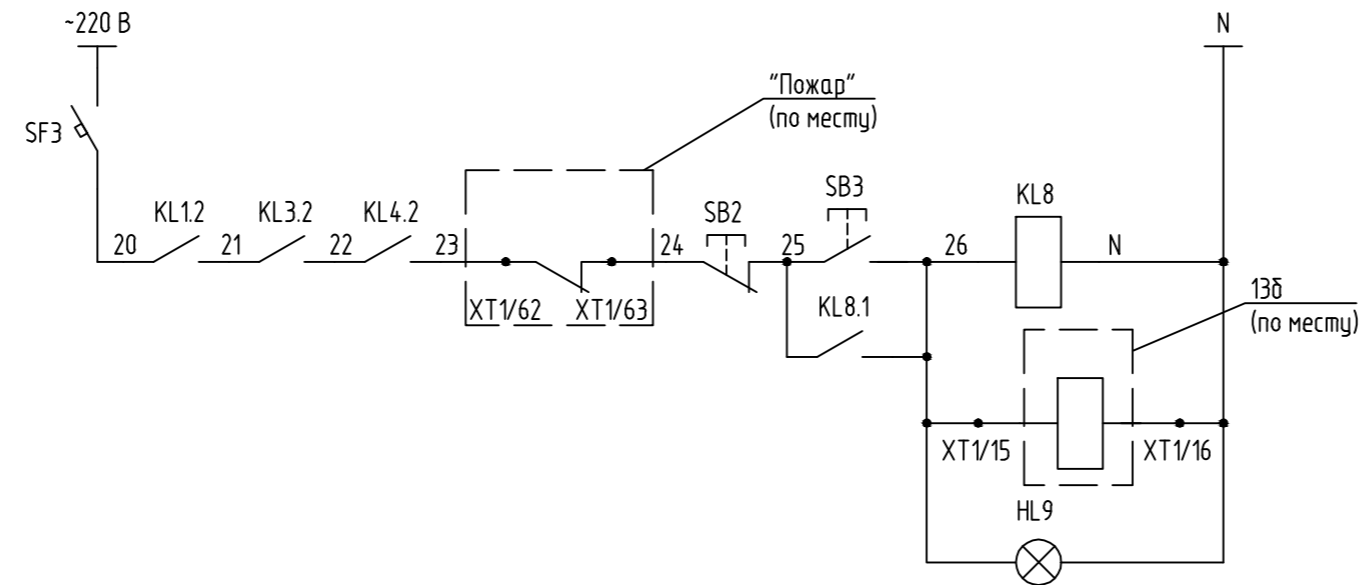 ~220 В
N
"Пожар"
(по месту)
SF3
SB3
KL8
KL1.2
KL3.2
KL4.2
SB2
20
21
22
23
24
25
26
N
13б
(по месту)
XT1/62
XT1/63
KL8.1
XT1/15
XT1/16
HL9